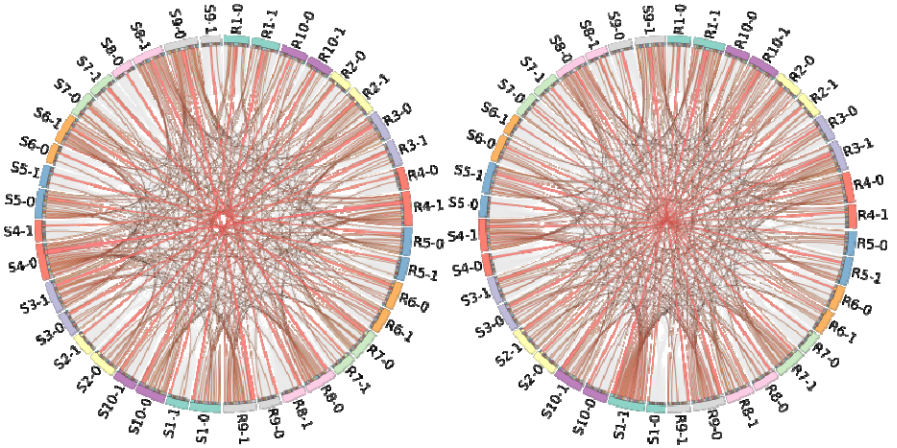 R1-0
R1-1
R10-0
R10-1
R2-0
R2-1
R3-0
R3-1
R4-0
R4-1
R5-0
R5-1
R6-0
R6-1
R7-0
R7-1
R8-0
R8-1
R9-0
R9-1
S1-0
S1-1
S10-0
S10-1
S2-0
S2-1
S3-0
S3-1
S4-0
S4-1
S5-0
S5-1
S6-0
S6-1
S7-0
S7-1
S8-0
S8-1
S9-0
S9-1
R1-0
R1-1
R10-0
R10-1
R2-0
R2-1
R3-0
R3-1
R4-0
R4-1
R5-0
R5-1
R6-0
R6-1
R7-0
R7-1
R8-0
R8-1
R9-0
R9-1
S1-0
S1-1
S10-0
S10-1
S2-0
S2-1
S3-0
S3-1
S4-0
S4-1
S5-0
S5-1
S6-0
S6-1
S7-0
S7-1
S8-0
S8-1
S9-0
S9-1